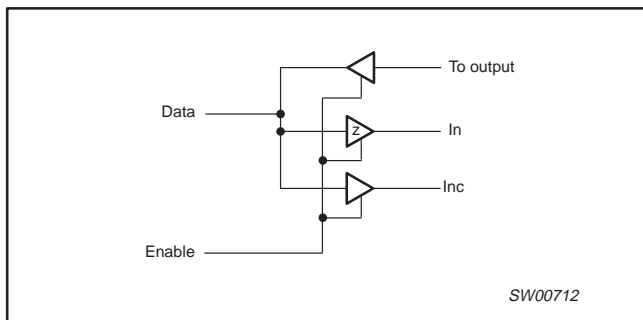 To output
Data
z
In
Inc
Enable
SW00712